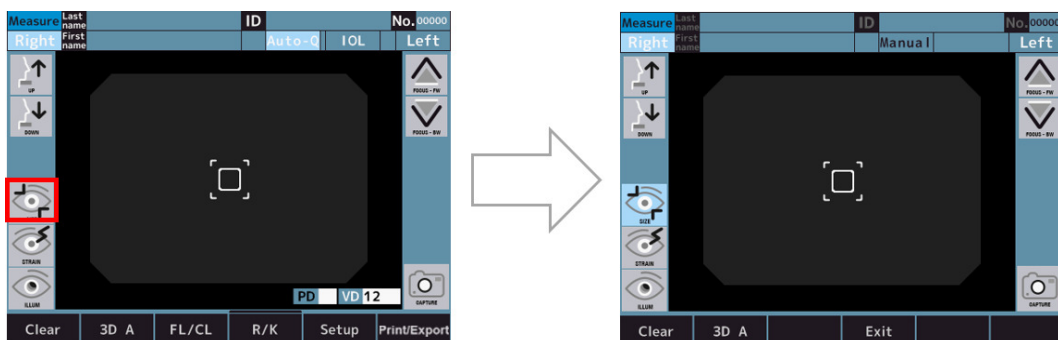 Measure Last name ID No. 00000
Right First name Auto-Q IOL Left
UP
FOCUS-FW
DOWN
FOCUS-BW
STRAIN
ILLUM
CAPTURE
PD VD 12
Clear 3D A FL/CL R/K Setup Print/Export
Measure Last name ID No. 00000
Right First name Manual Left
UP
FOCUS-FW
DOWN
FOCUS-BW
SIZE
STRAIN
ILLUM
CAPTURE
Clear 3D A Exit